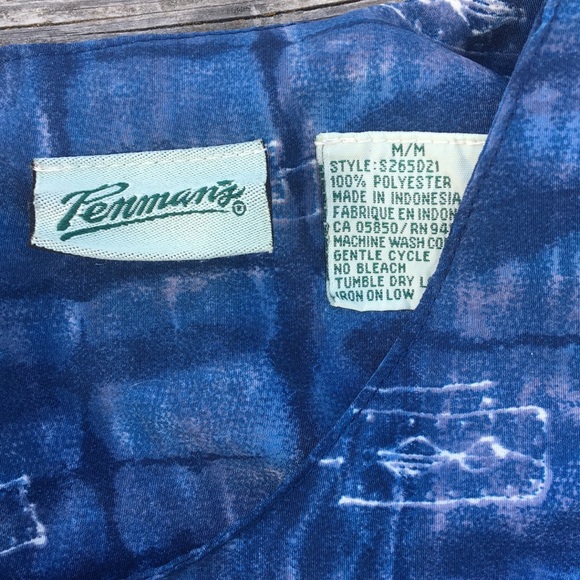 Penman's®
M/M
STYLE:S265D21
100% POLYESTER
MADE IN INDONESIA
FABRIQUE EN INDON
CA 05850/RN 94
MACHINE WASH CO
GENTLE CYCLE
NO BLEACH
TUMBLE DRY L
IRON ON LOW